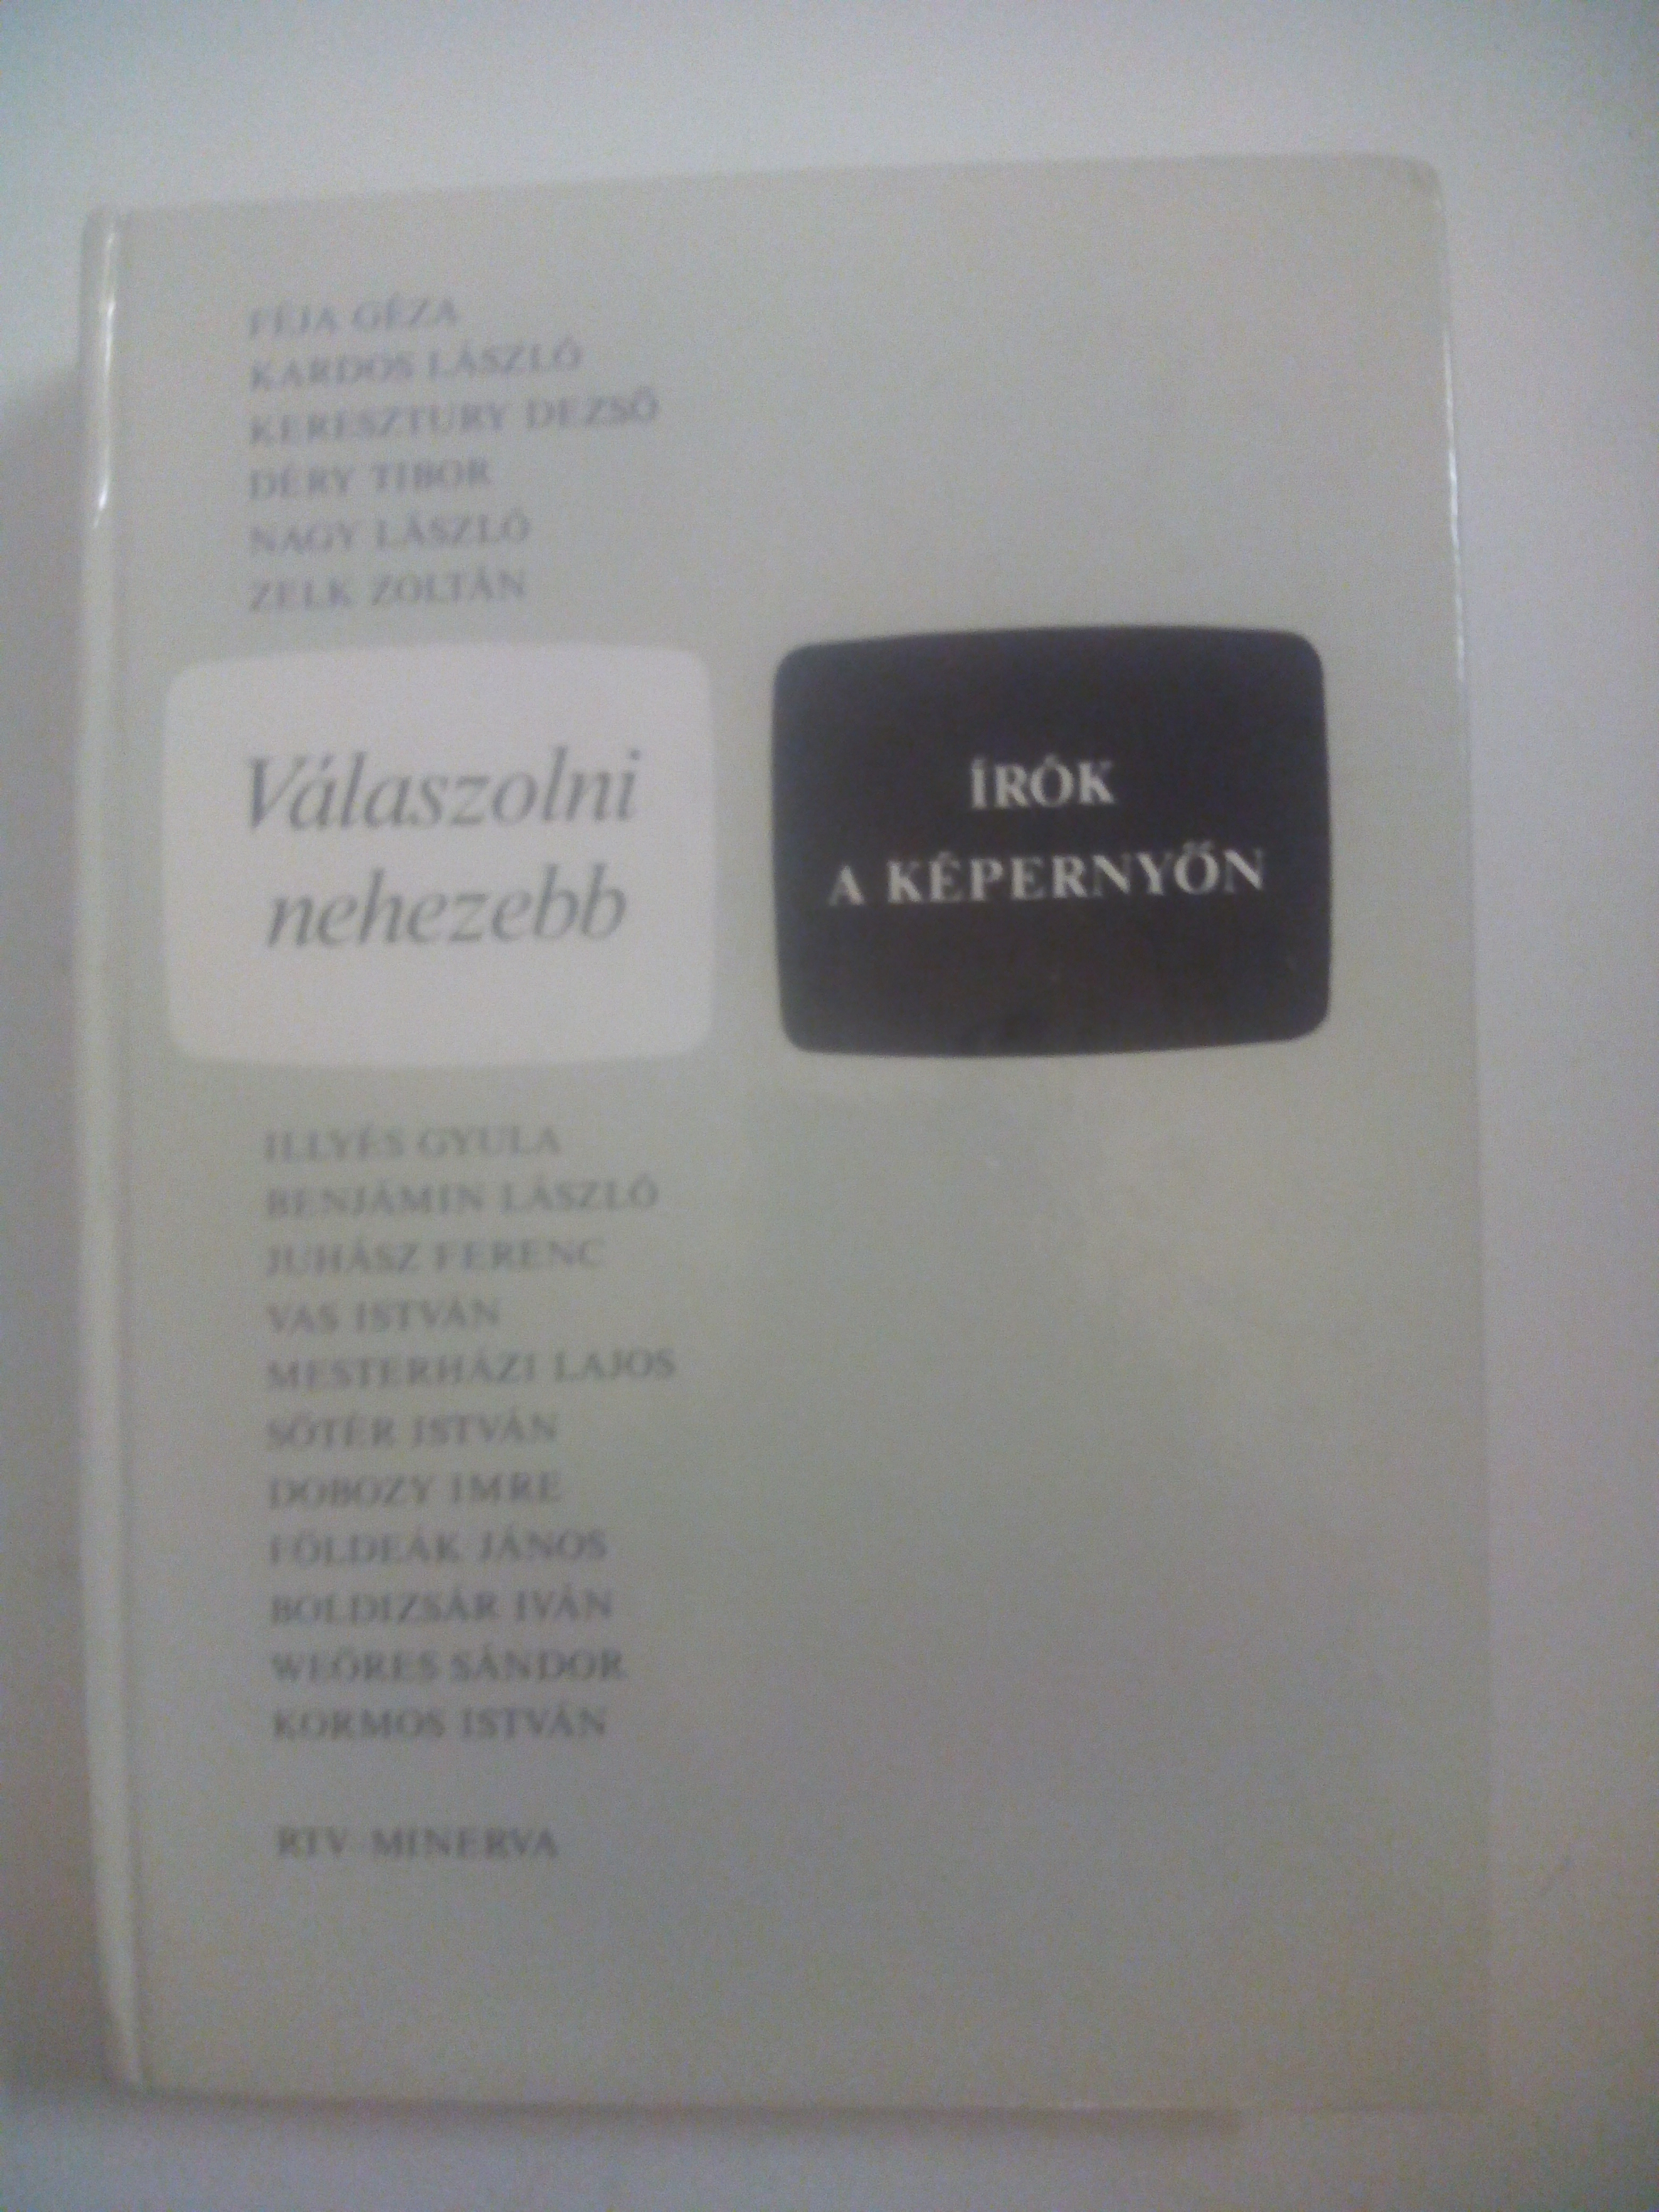 FÉJA GÉZA
KARDOS LÁSZLÓ
KERESZTURY DEZSŐ
DÉRY TIBOR
NAGY LÁSZLÓ
ZELK ZOLTÁN
Válaszolni
nehezebb
ÍRÓK
A KÉPERNYŐN
ILLYÉS GYULA
BENJÁMIN LÁSZLÓ
JUHÁSZ FERENC
VAS ISTVÁN
MESTERHÁZI LAJOS
SŐTÉR ISTVÁN
DOBOZY IMRE
FÖLDEÁK JÁNOS
BOLDIZSÁR IVÁN
WEÖRES SÁNDOR
KORMOS ISTVÁN
RTV-MINERVA